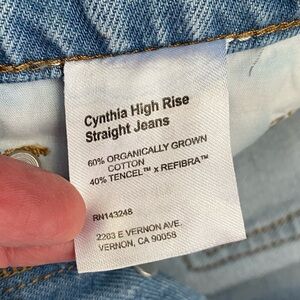 Cynthia High Rise
Straight Jeans
60% ORGANICALLY GROWN
COTTON
40% TENCEL™ x REFIBRA™
RN143248
2263 E VERNON AVE.
VERNON, CA 90058